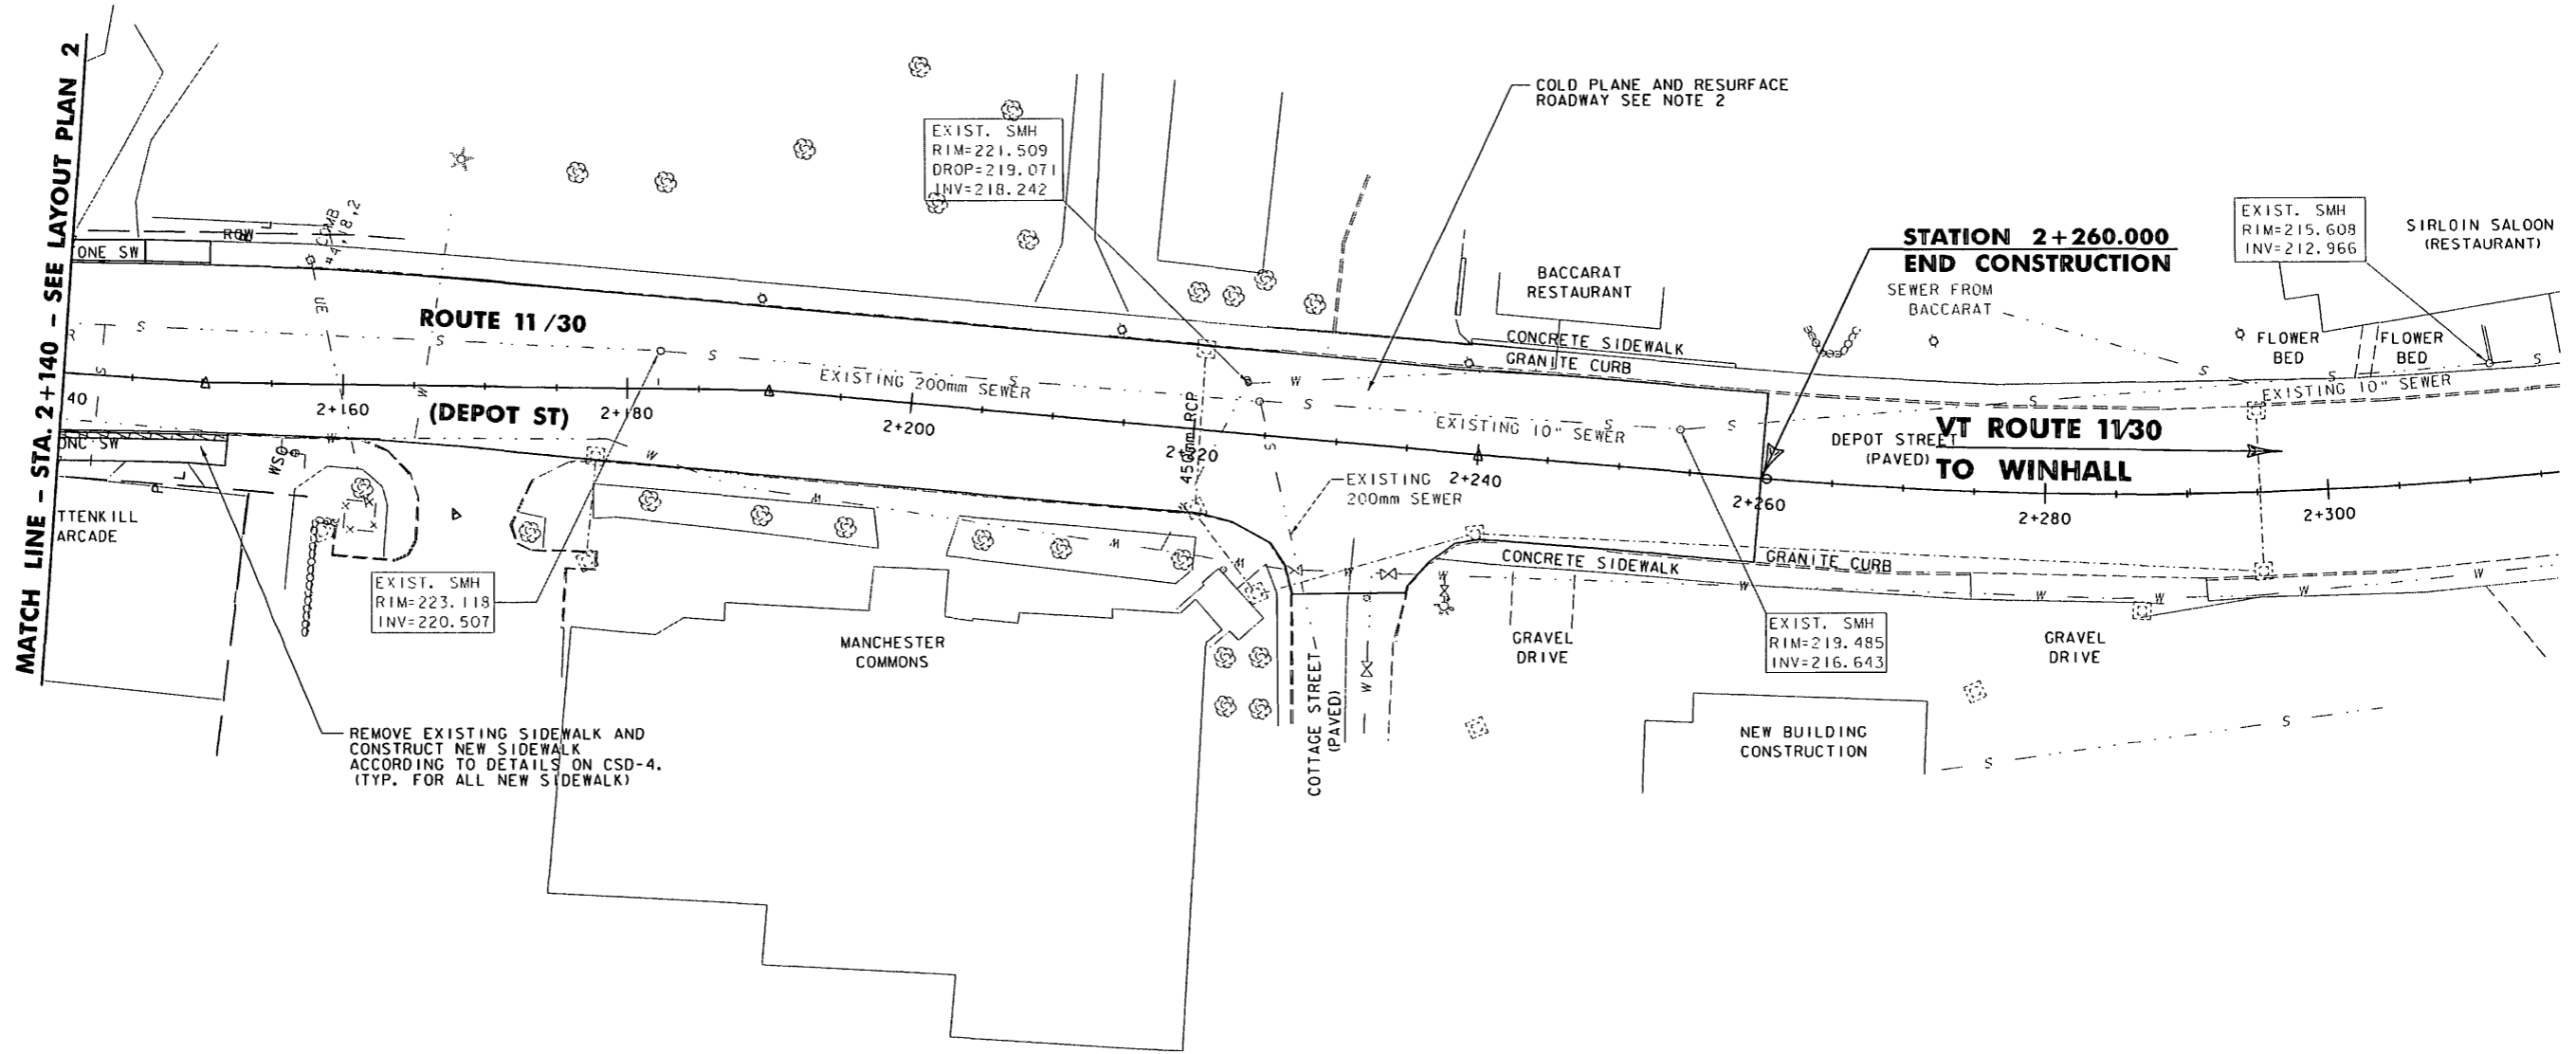 MATCH LINE - STA. 2+140 - SEE LAYOUT PLAN 2
COLD PLANE AND RESURFACE
ROADWAY SEE NOTE 2
EXIST. SMH
RIM=221.509
DROP=219.071
INV=218.242
EXIST. SMH
RIM=215.608
INV=212.966
SIRLOIN SALOON
(RESTAURANT)
STATION 2+260.000
END CONSTRUCTION
SEWER FROM
BACCARAT
BACCARAT
RESTAURANT
ROW
ONE SW
UE
ROUTE 11/30
CONCRETE SIDEWALK
GRANITE CURB
FLOWER
BED
FLOWER
BED
EXISTING 200mm SEWER
EXISTING 10" SEWER
EXISTING 10" SEWER
40
2+160
(DEPOT ST)
2+180
2+200
2+220
450mm RCP
2+240
2+260
2+280
2+300
DEPOT STREET
(PAVED)
VT ROUTE 11/30
TO WINHALL
ONC SW
WSO
EXISTING
200mm SEWER
TTENKILL
ARCADE
CONCRETE SIDEWALK
GRANITE CURB
EXIST. SMH
RIM=223.118
INV=220.507
MANCHESTER
COMMONS
COTTAGE STREET
(PAVED)
GRAVEL
DRIVE
EXIST. SMH
RIM=219.485
INV=216.643
GRAVEL
DRIVE
NEW BUILDING
CONSTRUCTION
REMOVE EXISTING SIDEWALK AND
CONSTRUCT NEW SIDEWALK
ACCORDING TO DETAILS ON CSD-4.
(TYP. FOR ALL NEW SIDEWALK)